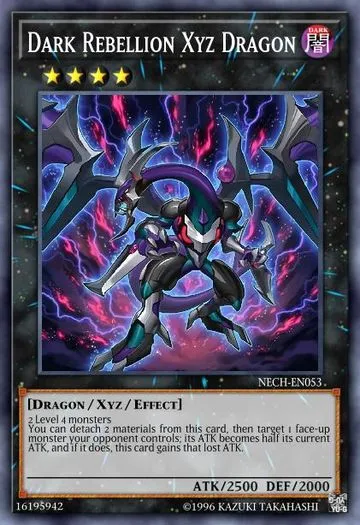 DARK REBELLION XYZ DRAGON
DARK
闇
NECH-EN053
[DRAGON/XYZ/EFFECT]
2 Level 4 monsters
You can detach 2 materials from this card, then target 1 face-up
monster your opponent controls; its ATK becomes half its current
ATK, and if it does, this card gains that lost ATK.
ATK/2500 DEF/2000
16195942
©1996 KAZUKI TAKAHASHI